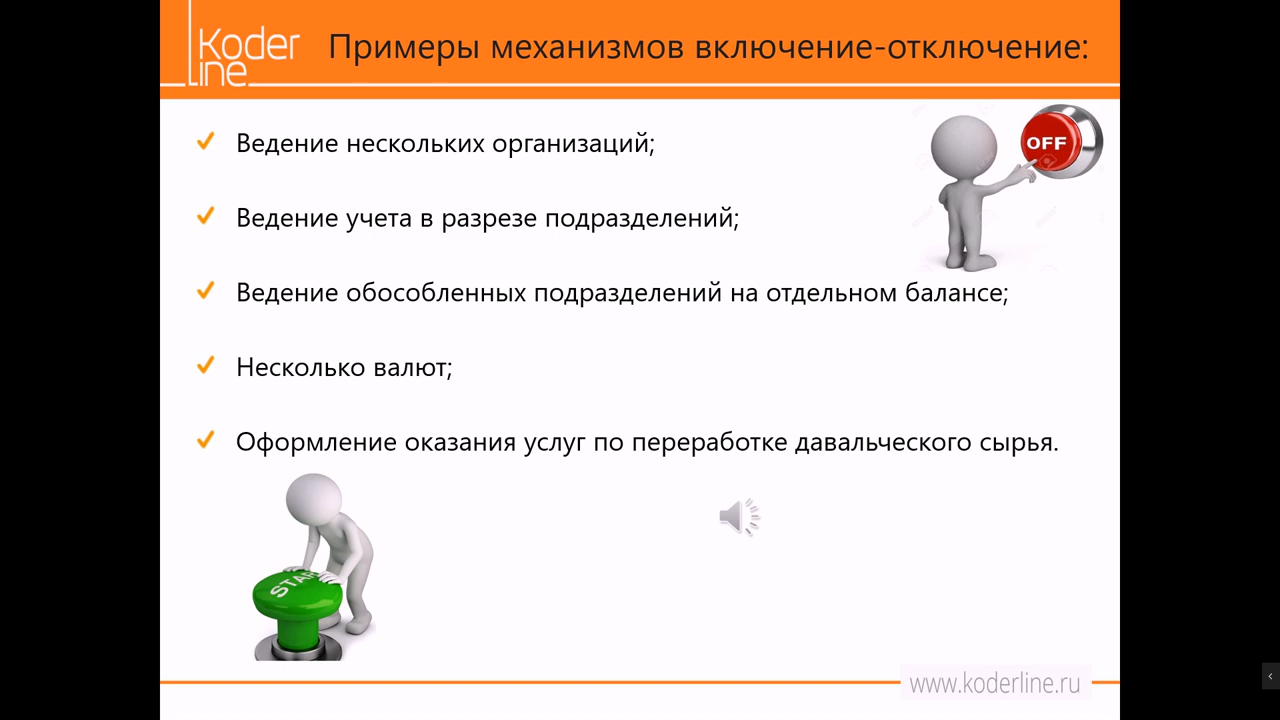 Koder
line
Примеры механизмов включение-отключение:
Ведение нескольких организаций;
OFF
Ведение учета в разрезе подразделений;
Ведение обособленных подразделений на отдельном балансе;
Несколько валют;
Оформление оказания услуг по переработке давальческого сырья.
START
www.koderline.ru